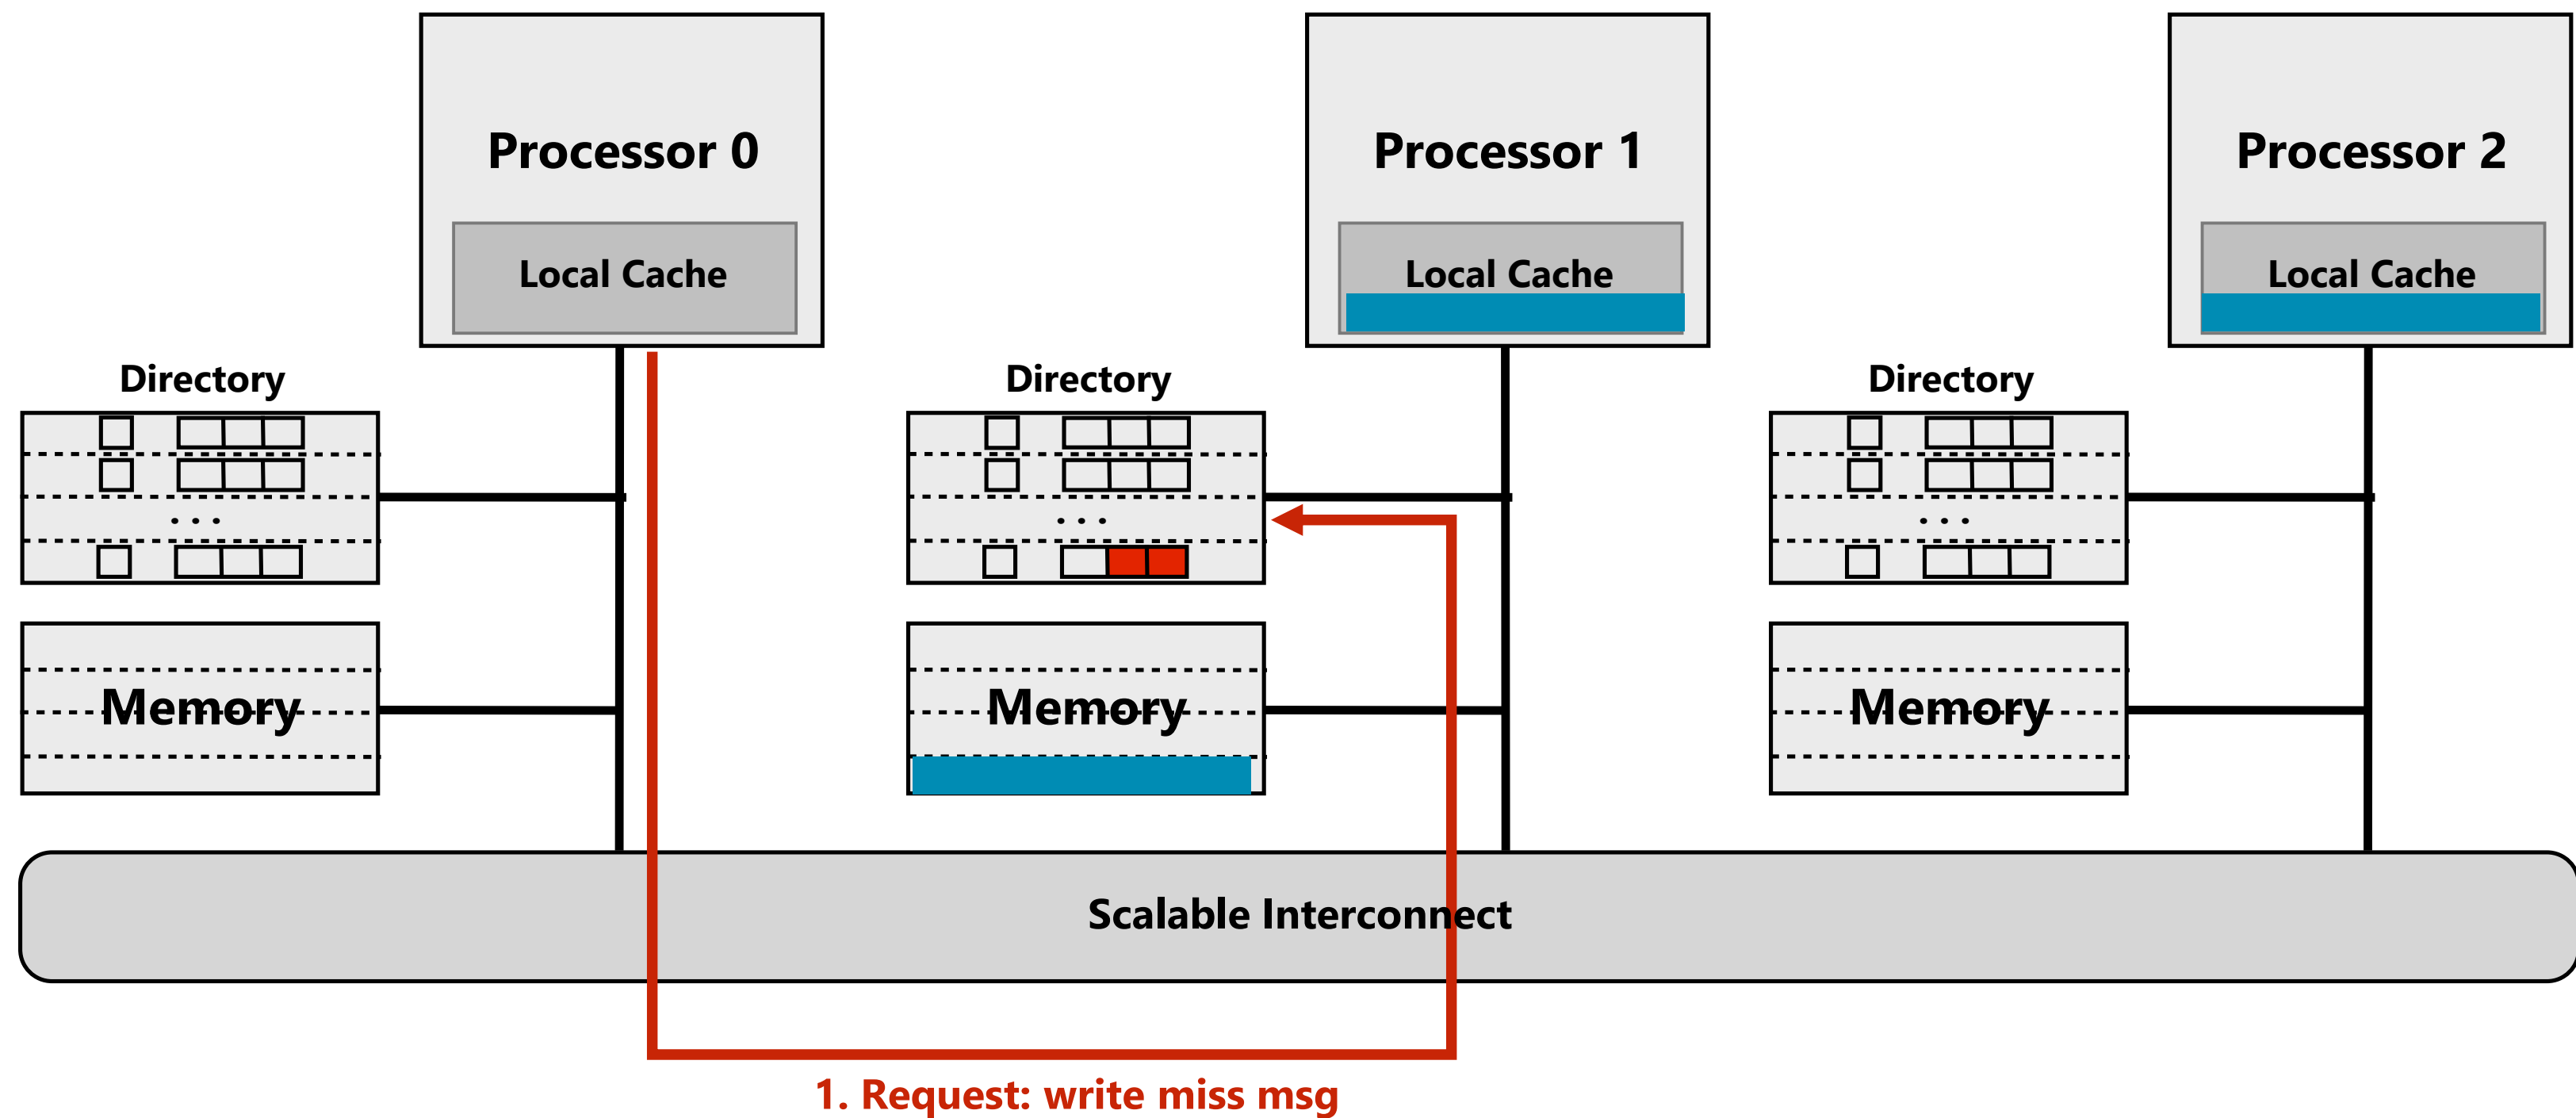 Processor 0
Processor 1
Processor 2
Local Cache
Local Cache
Local Cache
Directory
Directory
Directory
...
...
...
Memory
Memory
Memory
Scalable Interconnect
1. Request: write miss msg